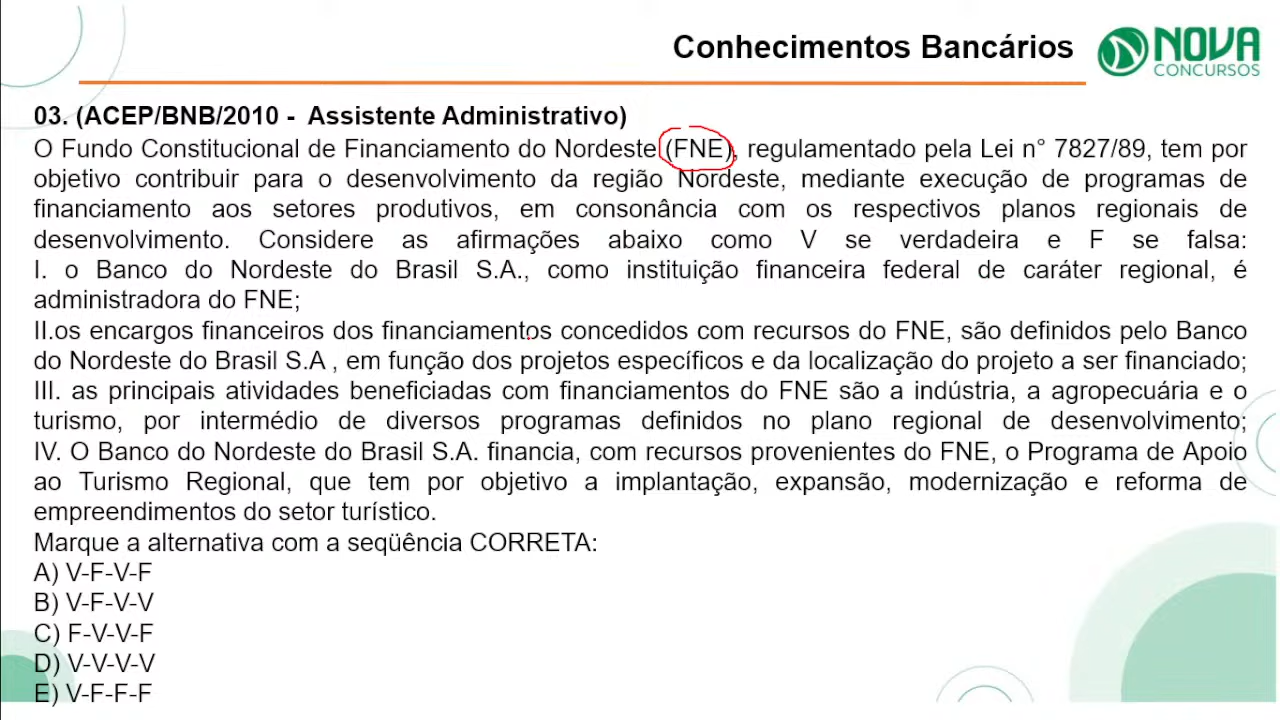 Conhecimentos Bancários
NOVA
CONCURSOS
03. (ACEP/BNB/2010 - Assistente Administrativo)
O Fundo Constitucional de Financiamento do Nordeste (FNE), regulamentado pela Lei n° 7827/89, tem por
objetivo contribuir para o desenvolvimento da região Nordeste, mediante execução de programas de
financiamento aos setores produtivos, em consonância com os respectivos planos regionais de
desenvolvimento. Considere as afirmações abaixo como V se verdadeira e F se falsa:
I. o Banco do Nordeste do Brasil S.A., como instituição financeira federal de caráter regional, é
administradora do FNE;
II.os encargos financeiros dos financiamentos concedidos com recursos do FNE, são definidos pelo Banco
do Nordeste do Brasil S.A , em função dos projetos específicos e da localização do projeto a ser financiado;
III. as principais atividades beneficiadas com financiamentos do FNE são a indústria, a agropecuária e o
turismo, por intermédio de diversos programas definidos no plano regional de desenvolvimento;
IV. O Banco do Nordeste do Brasil S.A. financia, com recursos provenientes do FNE, o Programa de Apoio
ao Turismo Regional, que tem por objetivo a implantação, expansão, modernização e reforma de
empreendimentos do setor turístico.
Marque a alternativa com a seqüência CORRETA:
A) V-F-V-F
B) V-F-V-V
C) F-V-V-F
D) V-V-V-V
E) V-F-F-F